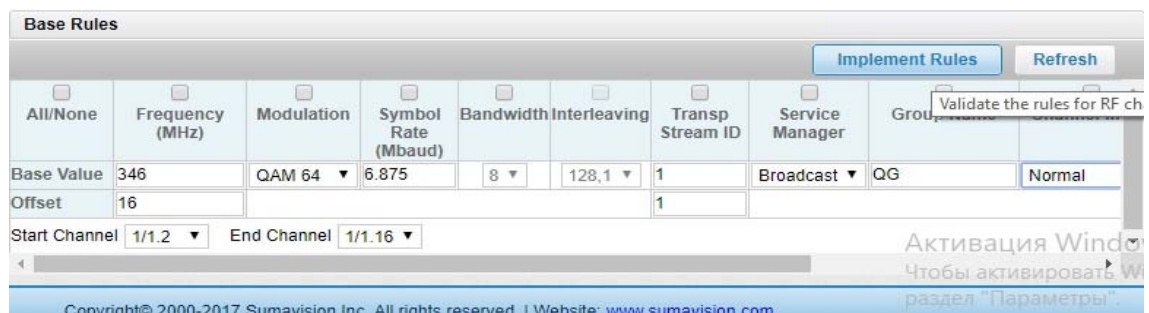 Base Rules
Implement Rules Refresh
All/None Frequency (MHz) Modulation Symbol Rate (Mbaud) Bandwidth Interleaving Transp Stream ID Service Manager
Validate the rules for RF
Base Value 346 QAM 64 6.875 8 128,1 1 Broadcast QG Normal
Offset 16 1
Start Channel 1/1.2 End Channel 1/1.16
Активация
Чтобы активировать
раздел "Параметры".
Copyright© 2000-2017 Sumavision Inc. All rights reserved. | Website: www.sumavision.com